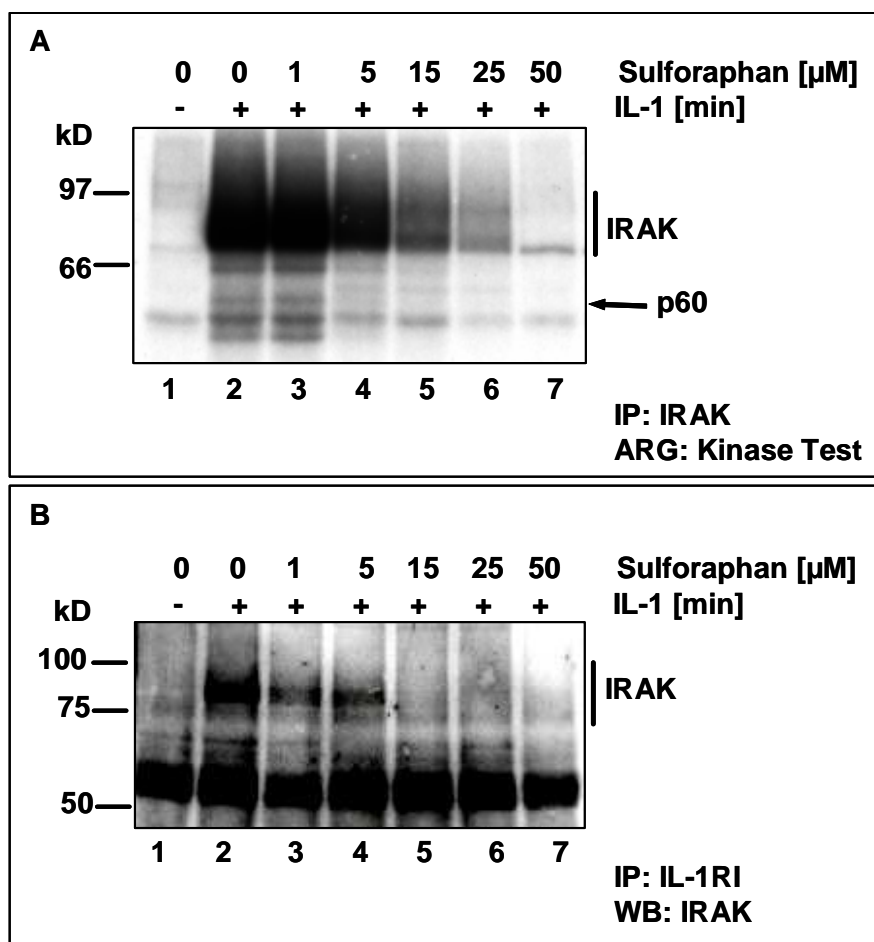 A
0 0 1 5 15 25 50 Sulforaphan [µM]
- + + + + + + IL-1 [min]
kD
97
IRAK
66
p60
1 2 3 4 5 6 7
IP: IRAK
ARG: Kinase Test
B
0 0 1 5 15 25 50 Sulforaphan [µM]
- + + + + + + IL-1 [min]
kD
100
IRAK
75
50
1 2 3 4 5 6 7
IP: IL-1RI
WB: IRAK